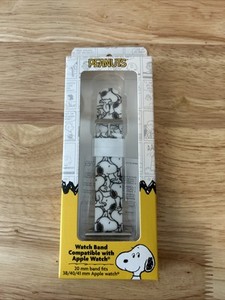 PEANUTS
Watch Band
Compatible with
Apple Watch®
20 mm band fits
38/40/41 mm Apple watch®